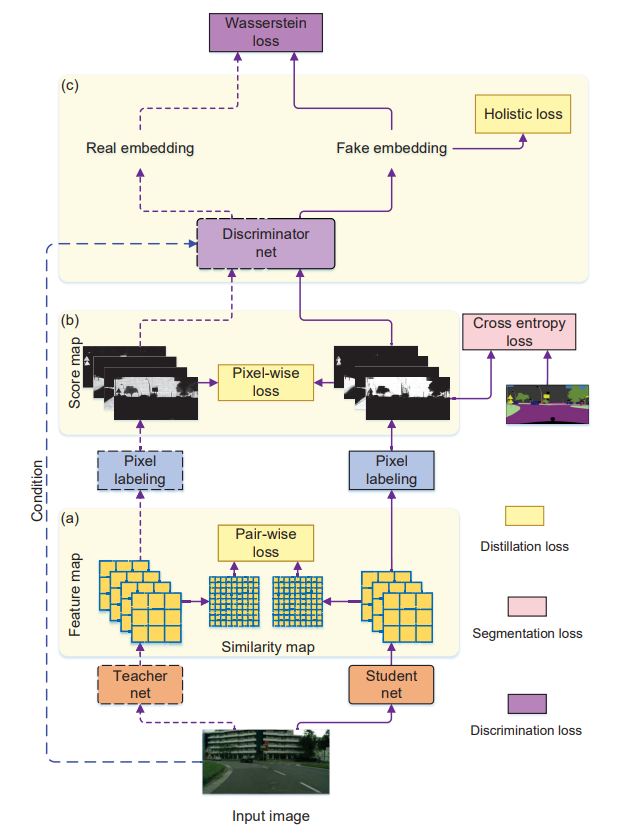 Wasserstein
loss
(c)
Holistic loss
Real embedding
Fake embedding
Discriminator
net
(b)
Cross entropy
loss
Score map
Pixel-wise
loss
Pixel
labeling
Pixel
labeling
Condition
(a)
Pair-wise
loss
Feature map
Similarity map
Distillation loss
Segmentation loss
Discrimination loss
Teacher
net
Student
net
Input image